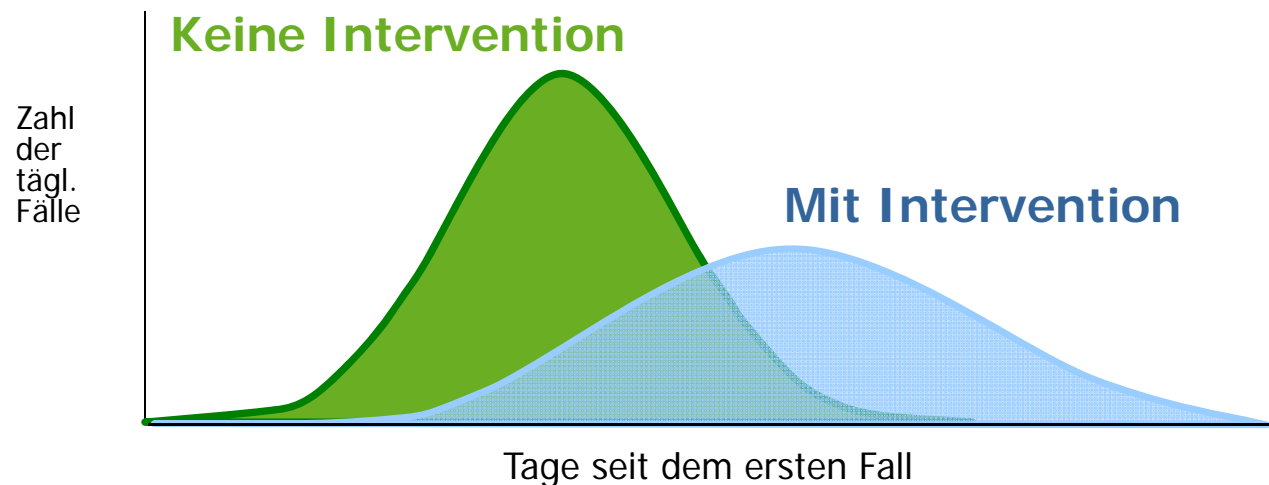 Keine Intervention
Zahl
der
tägl.
Fälle
Mit Intervention
Tage seit dem ersten Fall